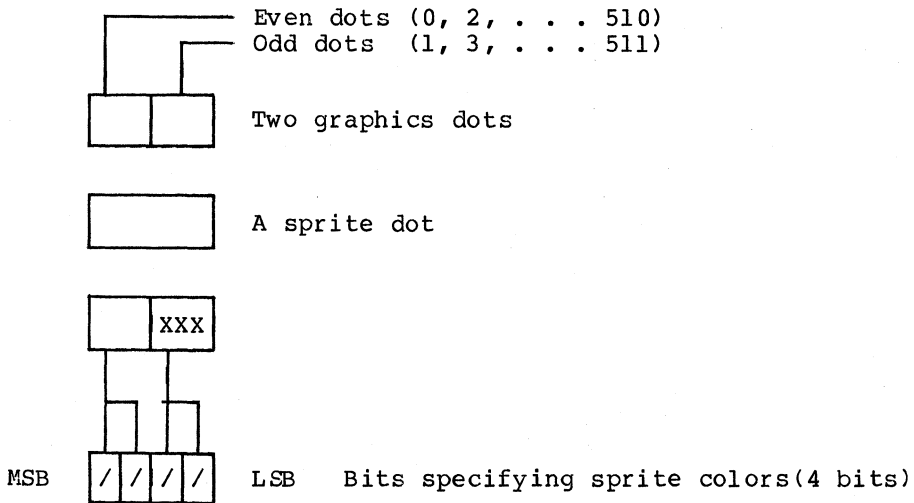 Even dots (0, 2, . . . 510)
Odd dots (1, 3, . . . 511)
Two graphics dots
A sprite dot
XXX
MSB / / / / LSB Bits specifying sprite colors(4 bits)